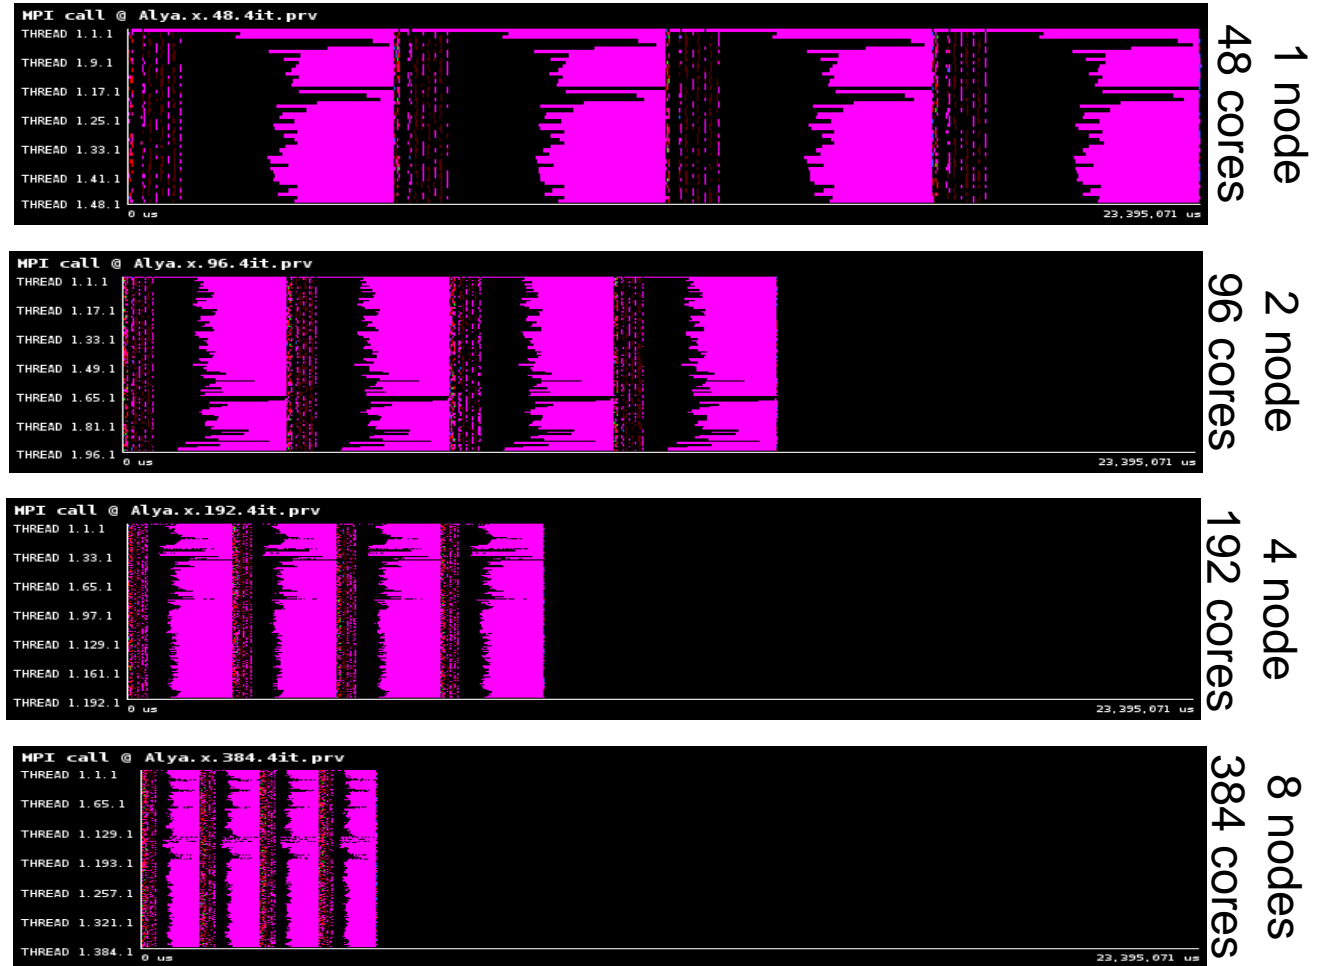 MPI call @ Alya.x.48.4it.prv
THREAD 1.1.1
THREAD 1.9.1
THREAD 1.17.1
THREAD 1.25.1
THREAD 1.33.1
THREAD 1.41.1
THREAD 1.48.1
0 us
23,395,071 us
1 node
48 cores
MPI call @ Alya.x.96.4it.prv
THREAD 1.1.1
THREAD 1.17.1
THREAD 1.33.1
THREAD 1.49.1
THREAD 1.65.1
THREAD 1.81.1
THREAD 1.96.1
0 us
23,395,071 us
2 node
96 cores
MPI call @ Alya.x.192.4it.prv
THREAD 1.1.1
THREAD 1.33.1
THREAD 1.65.1
THREAD 1.97.1
THREAD 1.129.1
THREAD 1.161.1
THREAD 1.192.1
0 us
23,395,071 us
4 node
192 cores
MPI call @ Alya.x.384.4it.prv
THREAD 1.1.1
THREAD 1.65.1
THREAD 1.129.1
THREAD 1.193.1
THREAD 1.257.1
THREAD 1.321.1
THREAD 1.384.1
0 us
23,395,071 us
8 nodes
384 cores